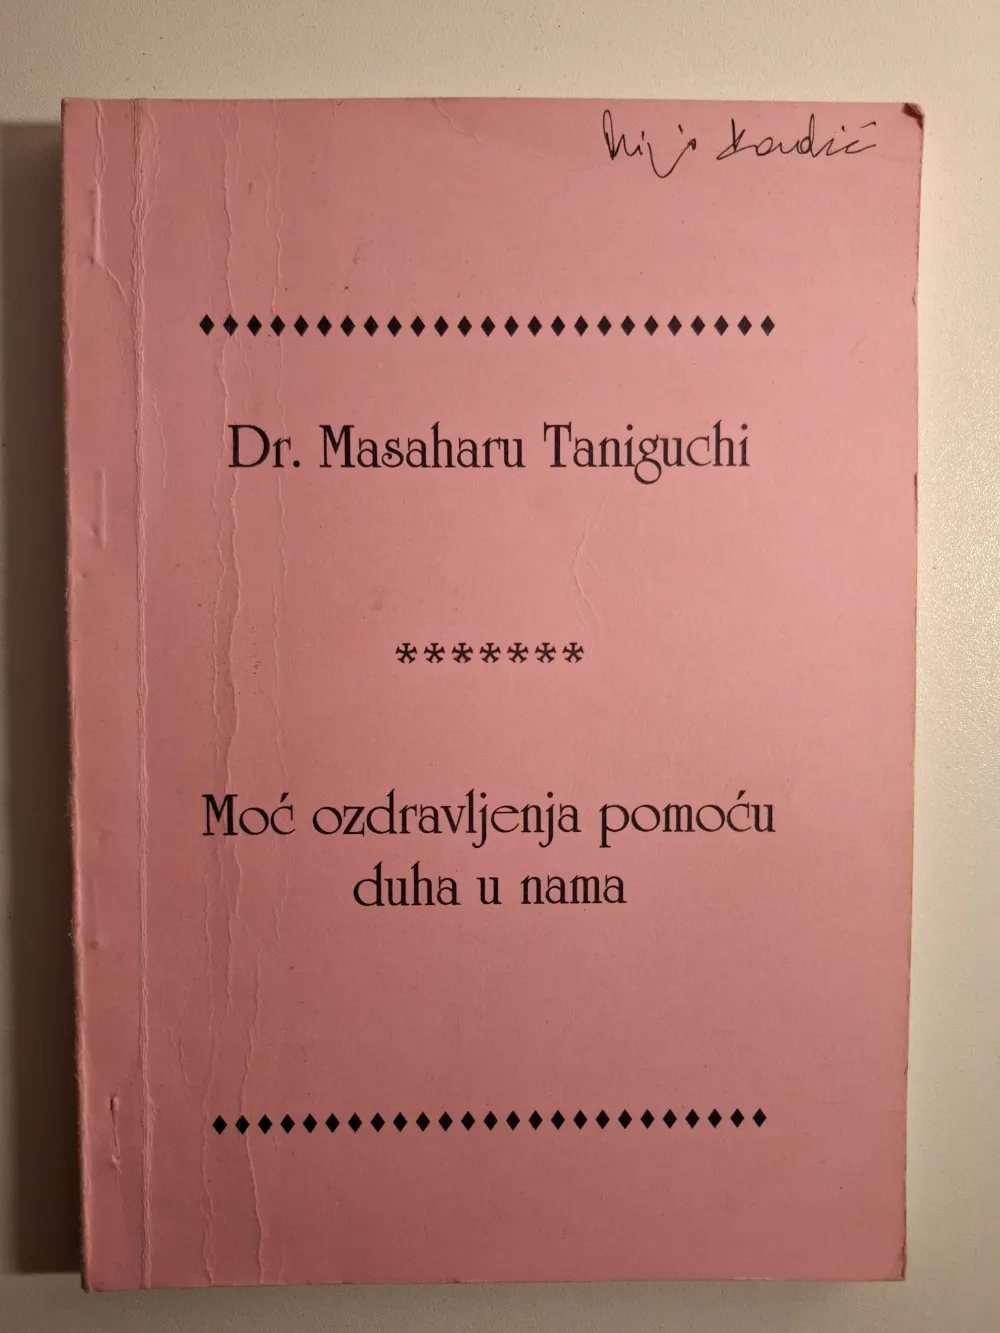 Dr. Masaharu Taniguchi
*******
Moć ozdravljenja pomoću
duha u nama